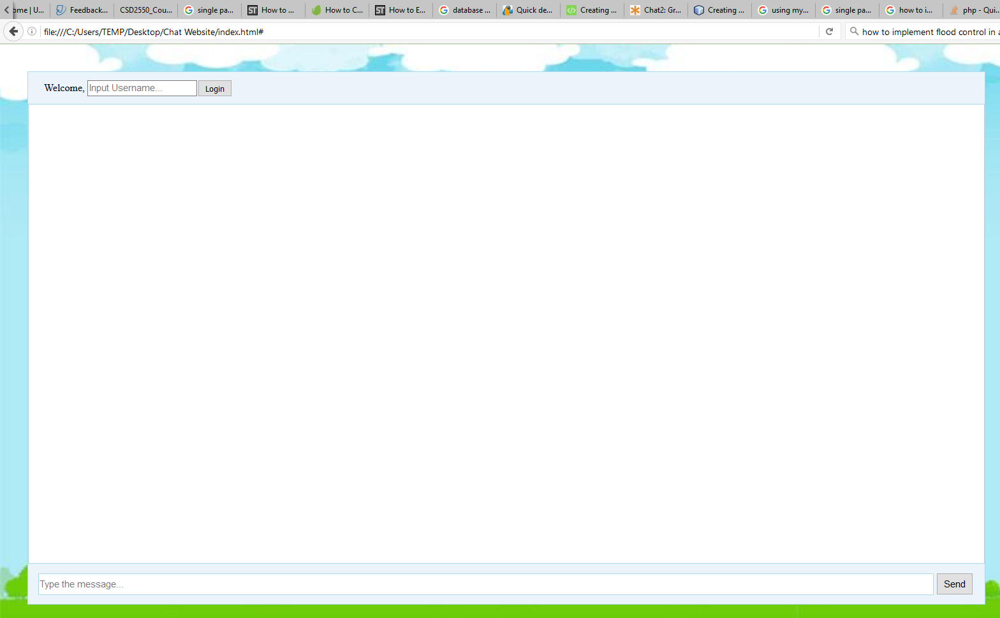 ome | U... Feedback... CSD2550_Cou... single pa... How to ... How to C... How to E... database ... Quick de... Creating ... Chat2: Gr... Creating ... using my... single pa... how to i... php - Qui...
file:///C:/Users/TEMP/Desktop/Chat Website/index.html# how to implement flood control in a
Welcome, Input Username... Login
Type the message... Send